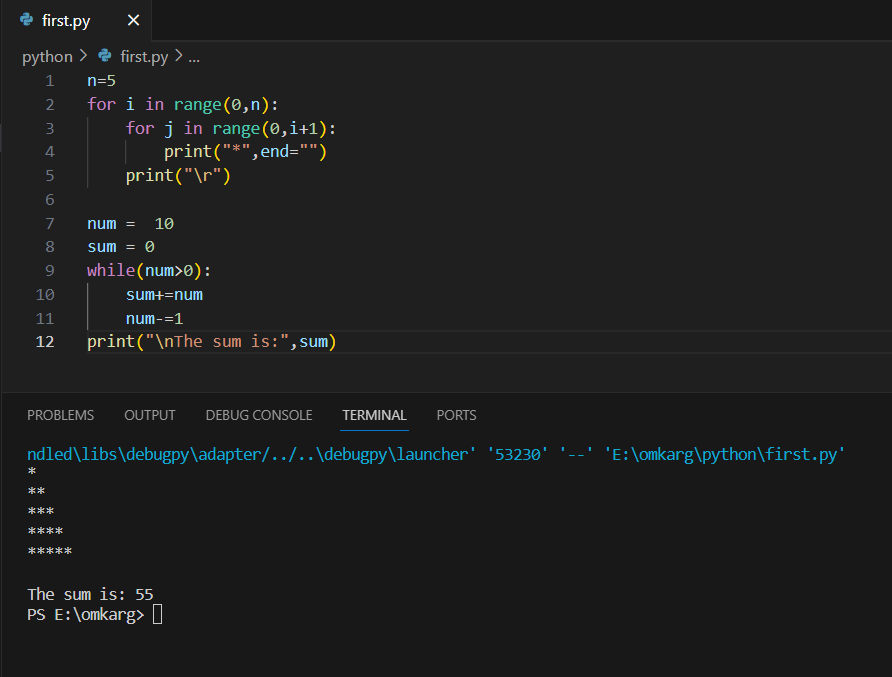 first.py ×
python > first.py > ...
1 n=5
2 for i in range(0,n):
3     for j in range(0,i+1):
4         print("*",end="")
5     print("\r")
6
7 num =  10
8 sum = 0
9 while(num>0):
10     sum+=num
11     num-=1
12 print("\nThe sum is:",sum)
PROBLEMS OUTPUT DEBUG CONSOLE TERMINAL PORTS
ndled\libs\debugpy\adapter/../..\debugpy\launcher' '53230' '--' 'E:\omkarg\python\first.py'
*
**
***
****
*****
The sum is: 55
PS E:\omkarg>